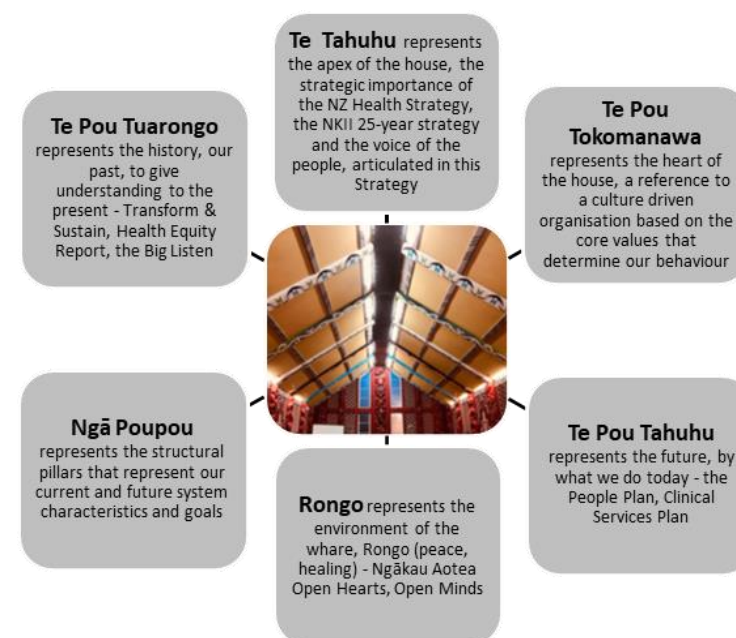 Te Tahuhu represents
the apex of the house, the
strategic importance of
the NZ Health Strategy,
the NKII 25-year strategy
and the voice of the
people, articulated in this
Strategy
Te Pou
Tokomanawa
represents the heart of
the house, a reference to
a culture driven
organisation based on the
core values that
determine our behaviour
Te Pou Tahuhu
represents the future, by
what we do today - the
People Plan, Clinical
Services Plan
Rongo represents the
environment of the
whare, Rongo (peace,
healing) - Ngākau Aotea
Open Hearts, Open Minds
Ngā Poupou
represents the structural
pillars that represent our
current and future system
characteristics and goals
Te Pou Tuarongo
represents the history, our
past, to give
understanding to the
present - Transform &
Sustain, Health Equity
Report, the Big Listen